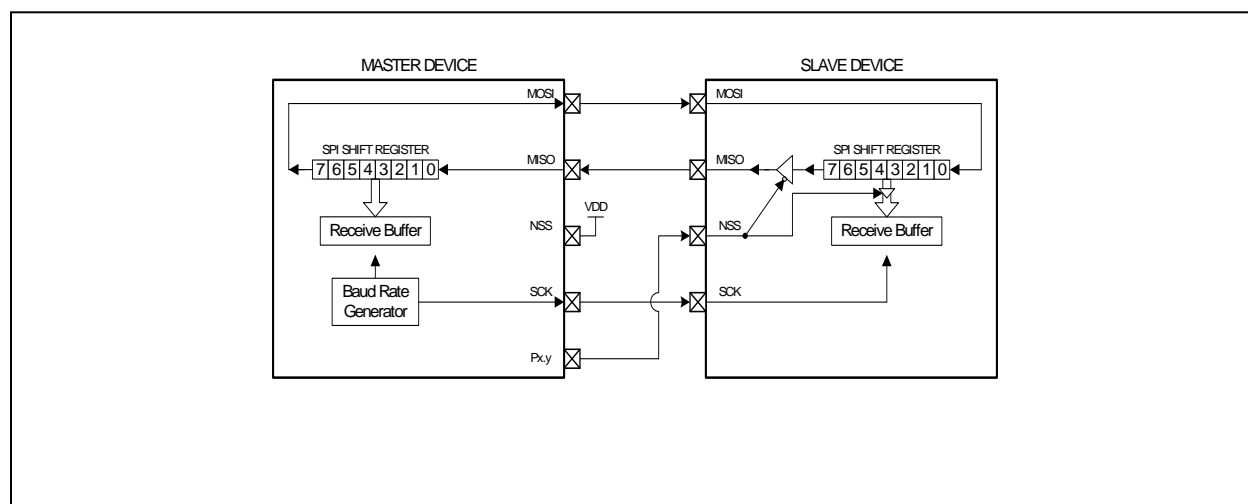 MASTER DEVICE
SLAVE DEVICE
MOSI
MOSI
SPI SHIFT REGISTER
MISO
MISO
SPI SHIFT REGISTER
7 6 5 4 3 2 1 0
7 6 5 4 3 2 1 0
VDD
NSS
NSS
Receive Buffer
Receive Buffer
Baud Rate
Generator
SCK
SCK
Px.y